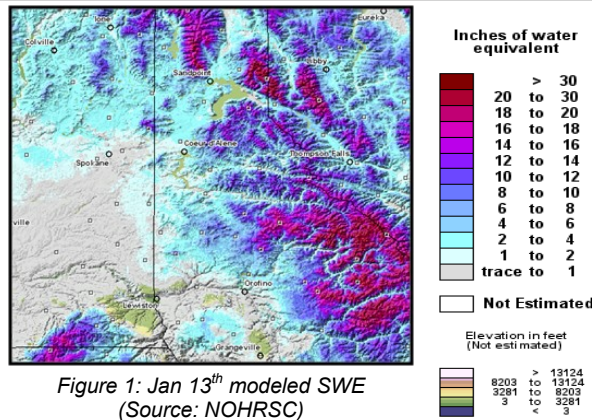 Ione
Eureka
Colville
Sandpoint
Libby
Coeur d'Alene
Thompson Falls
Spokane
ville
Orofino
Lewiston
Grangeville
Figure 1: Jan 13th modeled SWE
(Source: NOHRSC)
Inches of water
equivalent
> 30
20 to 30
18 to 20
16 to 18
14 to 16
12 to 14
10 to 12
8 to 10
6 to 8
4 to 6
2 to 4
1 to 2
trace to 1
Not Estimated
Elevation in feet
(Not estimated)
> 13124
8203 to 13124
3281 to 8203
3 to 3281
< 3